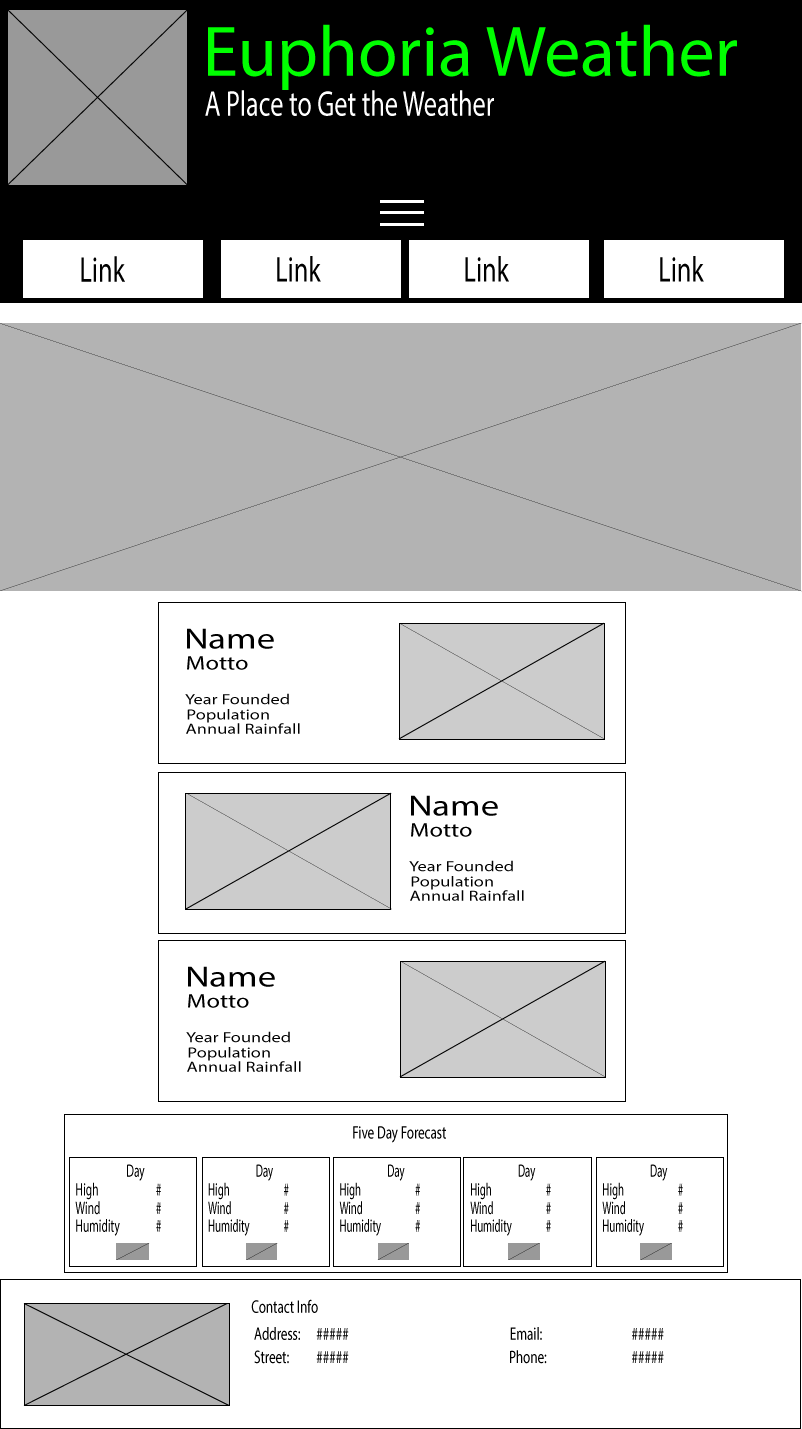 Euphoria Weather
A Place to Get the Weather
Link Link Link Link
Name
Motto
Year Founded
Population
Annual Rainfall
Name
Motto
Year Founded
Population
Annual Rainfall
Name
Motto
Year Founded
Population
Annual Rainfall
Five Day Forecast
Day Day Day Day Day
High # High # High # High # High #
Wind # Wind # Wind # Wind # Wind #
Humidity # Humidity # Humidity # Humidity # Humidity #
Contact Info
Address: ##### Email: #####
Street: ##### Phone: #####